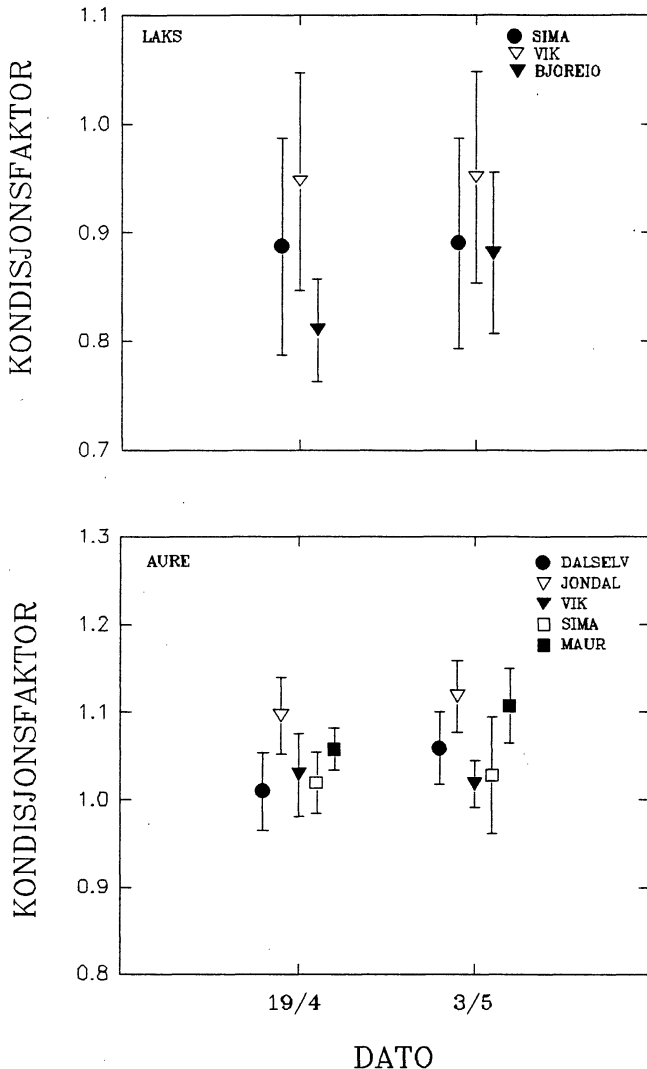 KONDISJONSFAKTOR
LAKS
SIMA
VIK
BJOREIO
1.1
1.0
0.9
0.8
0.7
KONDISJONSFAKTOR
AURE
DALSELV
JONDAL
VIK
SIMA
MAUR
1.3
1.2
1.1
1.0
0.9
0.8
19/4
3/5
DATO